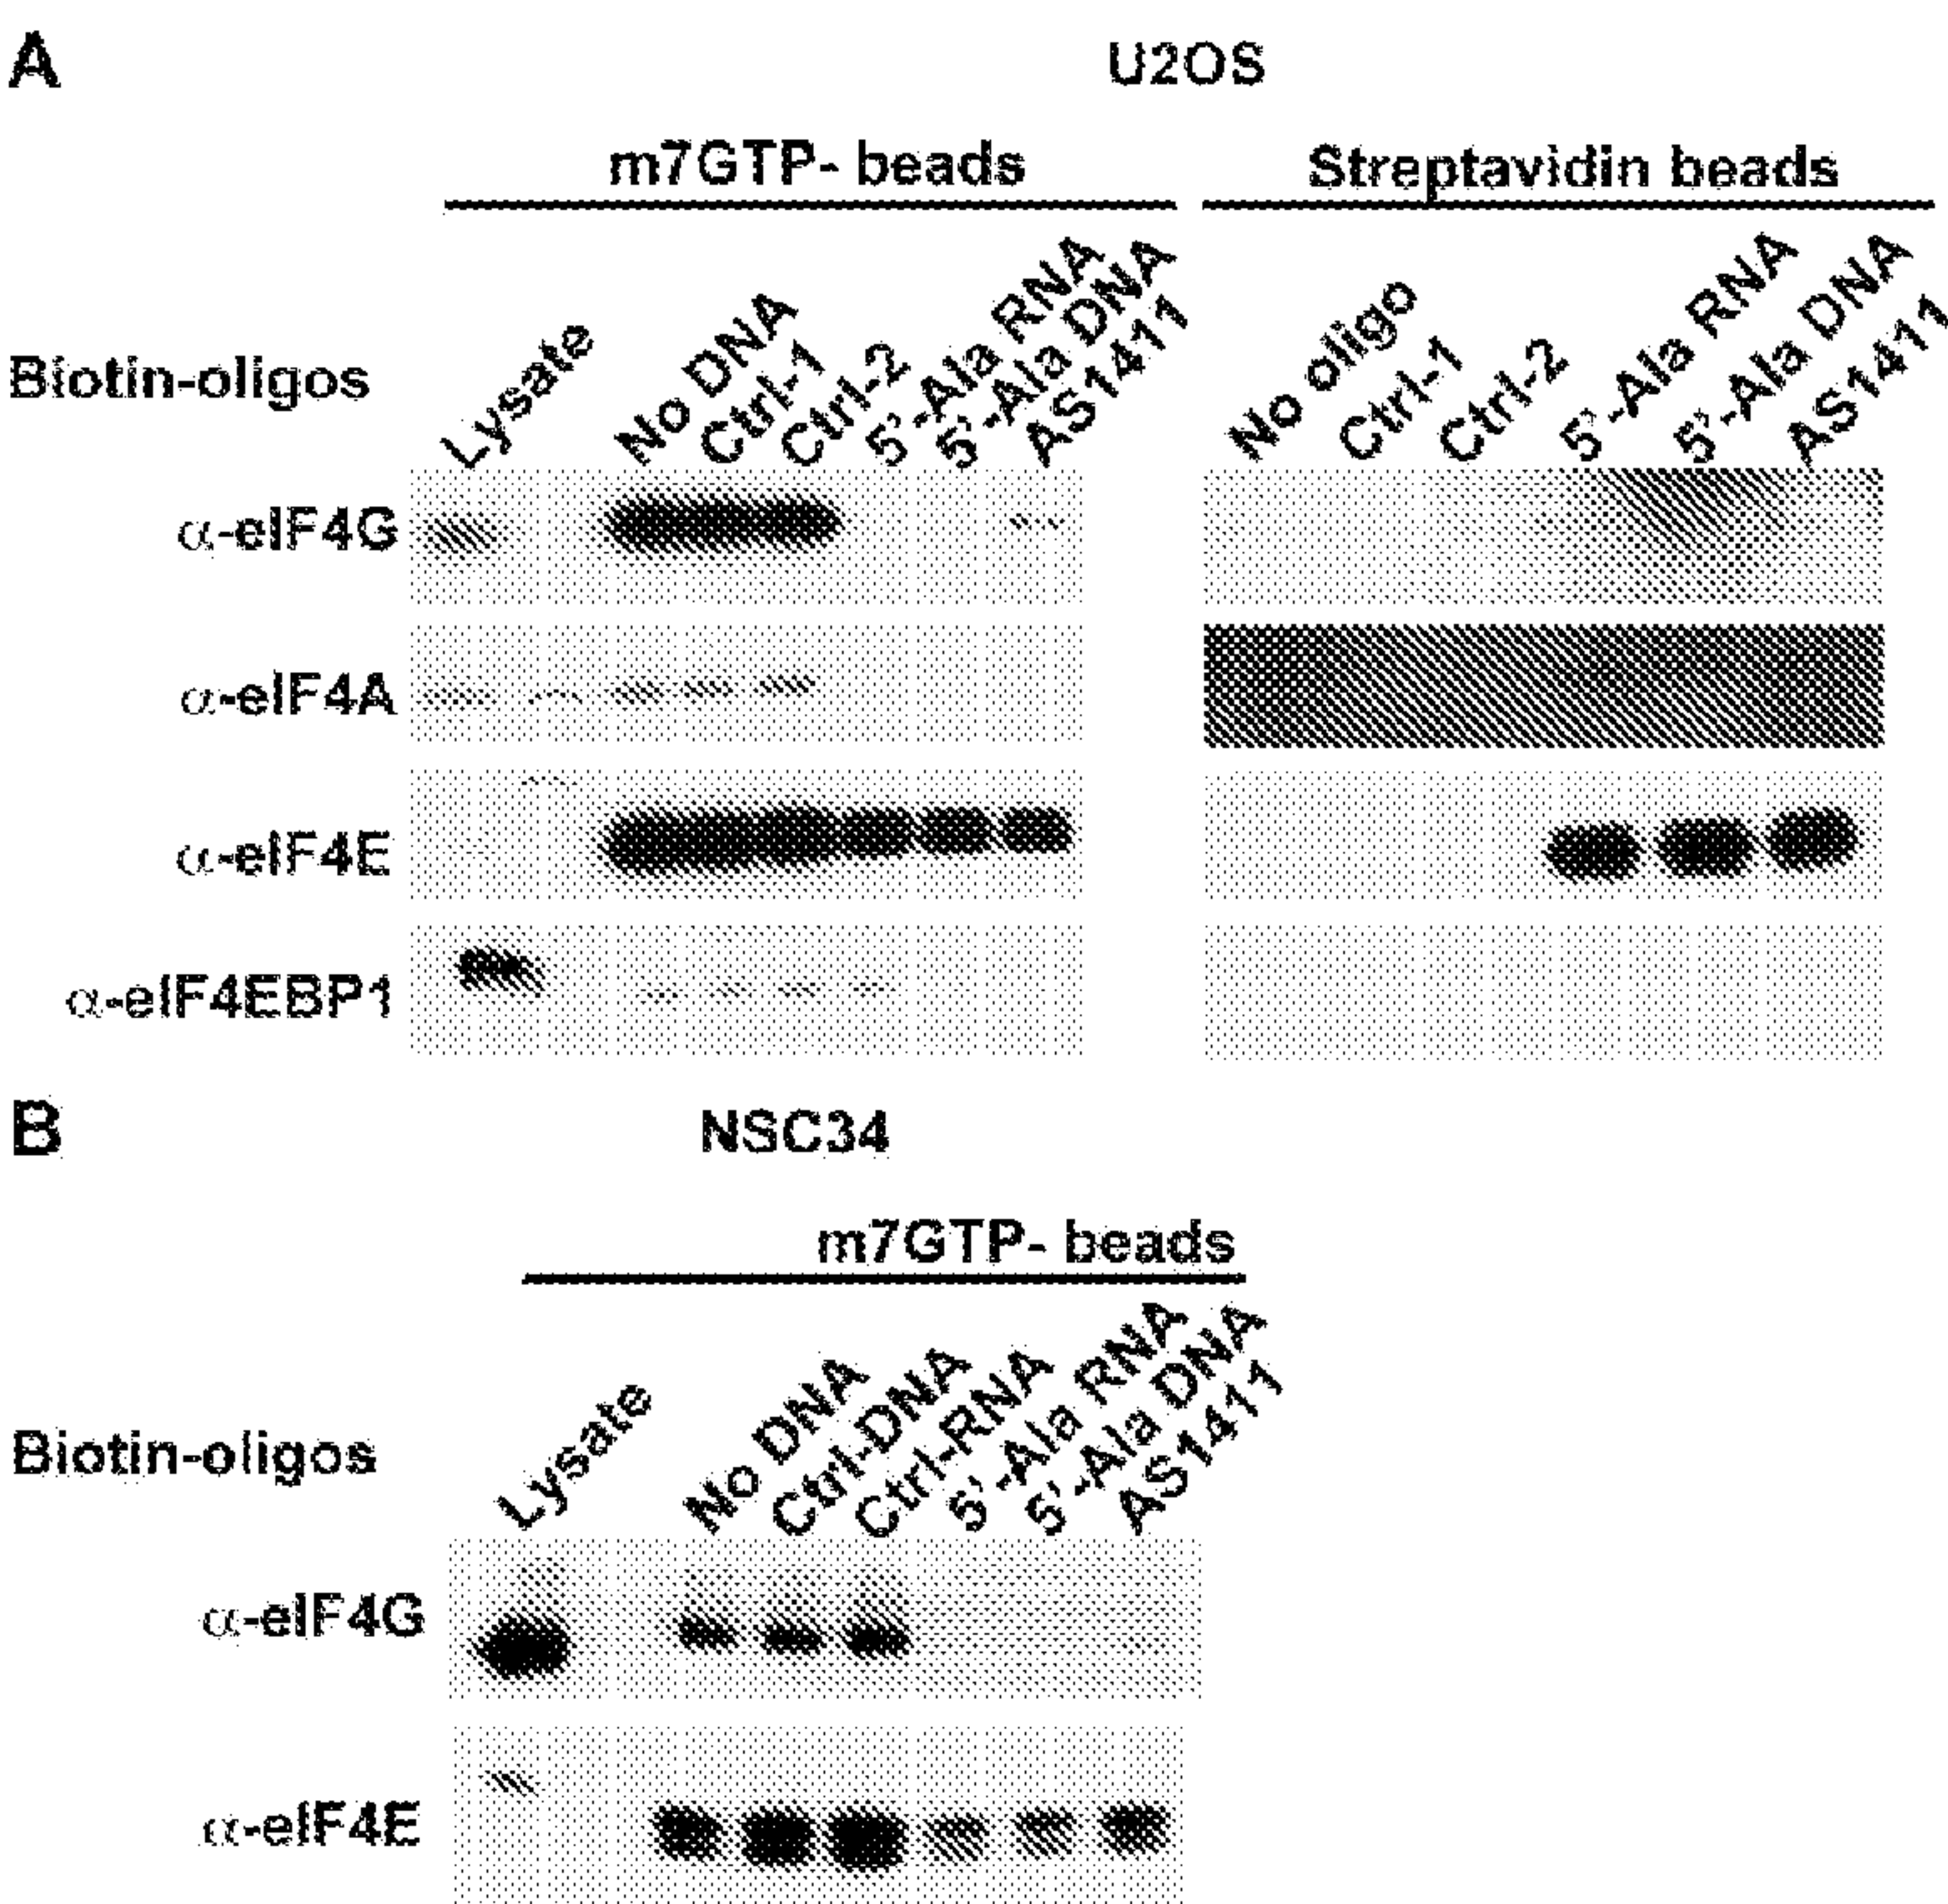 A
U2OS
m7GTP- beads
Streptavidin beads
Biotin-oligos
Lysate
No DNA
Ctrl-1
Ctrl-2
5'-Ala RNA
5'-Ala DNA
AS1411
No oligo
Ctrl-1
Ctrl-2
5'-Ala RNA
5'-Ala DNA
AS1411
α-eIF4G
α-eIF4A
α-eIF4E
α-eIF4EBP1
B
NSC34
m7GTP- beads
Biotin-oligos
Lysate
No DNA
Ctrl-DNA
Ctrl-RNA
5'-Ala RNA
5'-Ala DNA
AS1411
α-eIF4G
α-eIF4E